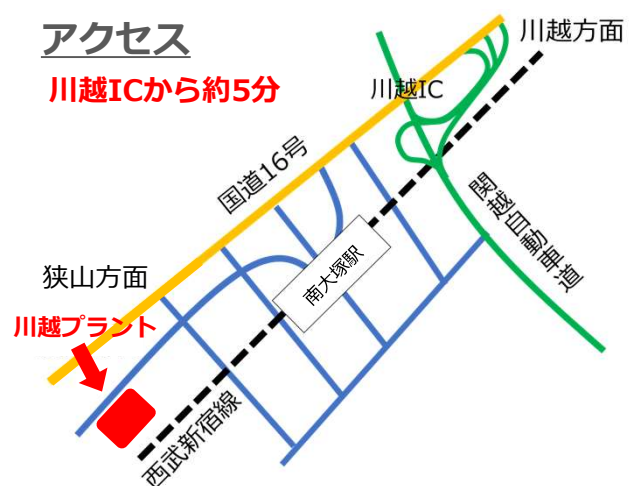 アクセス
川越ICから約5分
川越方面
川越IC
国道16号
関越自動車道
南大塚駅
狭山方面
川越プラント
西武新宿線